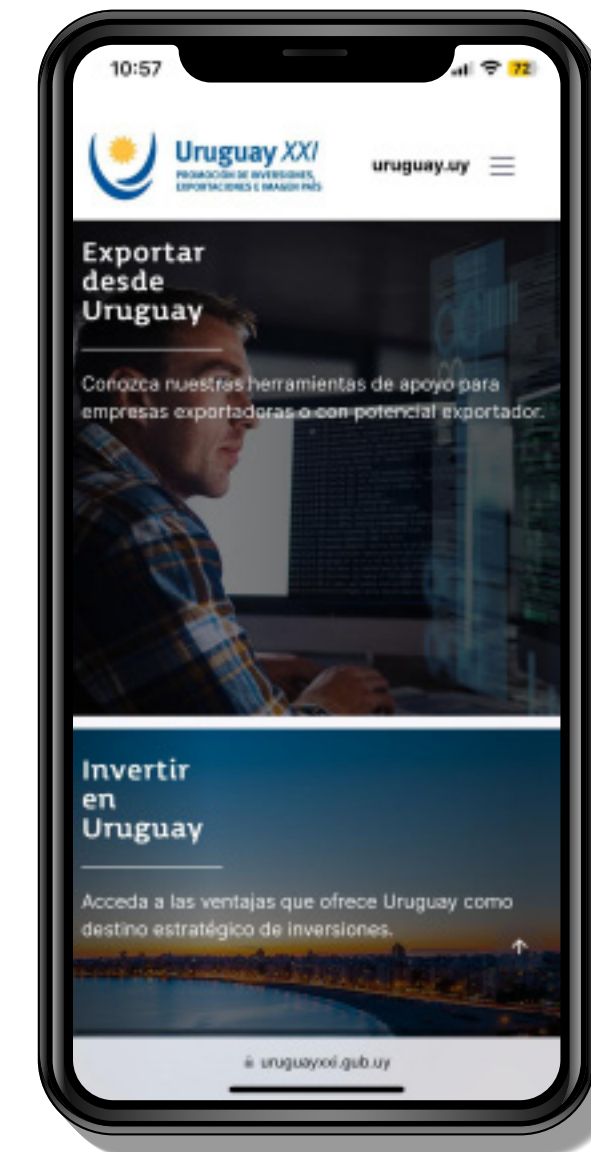 10:57
72
Uruguay XXI
PROMOCIÓN DE INVERSIONES,
EXPORTACIONES E IMAGEN PAÍS
uruguay.uy
Exportar
desde
Uruguay
Conozca nuestras herramientas de apoyo para
empresas exportadoras o con potencial exportador.
Invertir
en
Uruguay
Acceda a las ventajas que ofrece Uruguay como
destino estratégico de inversiones.
uruguayxxi.gub.uy